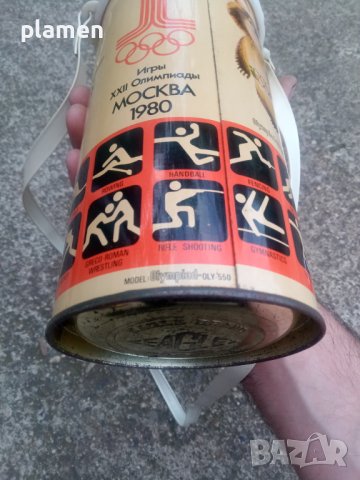 plamen
Игры
XXII Олимпиады
МОСКВА
1980
ROWING
HANDBALL
FENCING
GRECO-ROMAN
WRESTLING
RIFLE SHOOTING
GYMNASTICS
MODEL: Olympiad-OLY-550
EAGLE
BAZAR